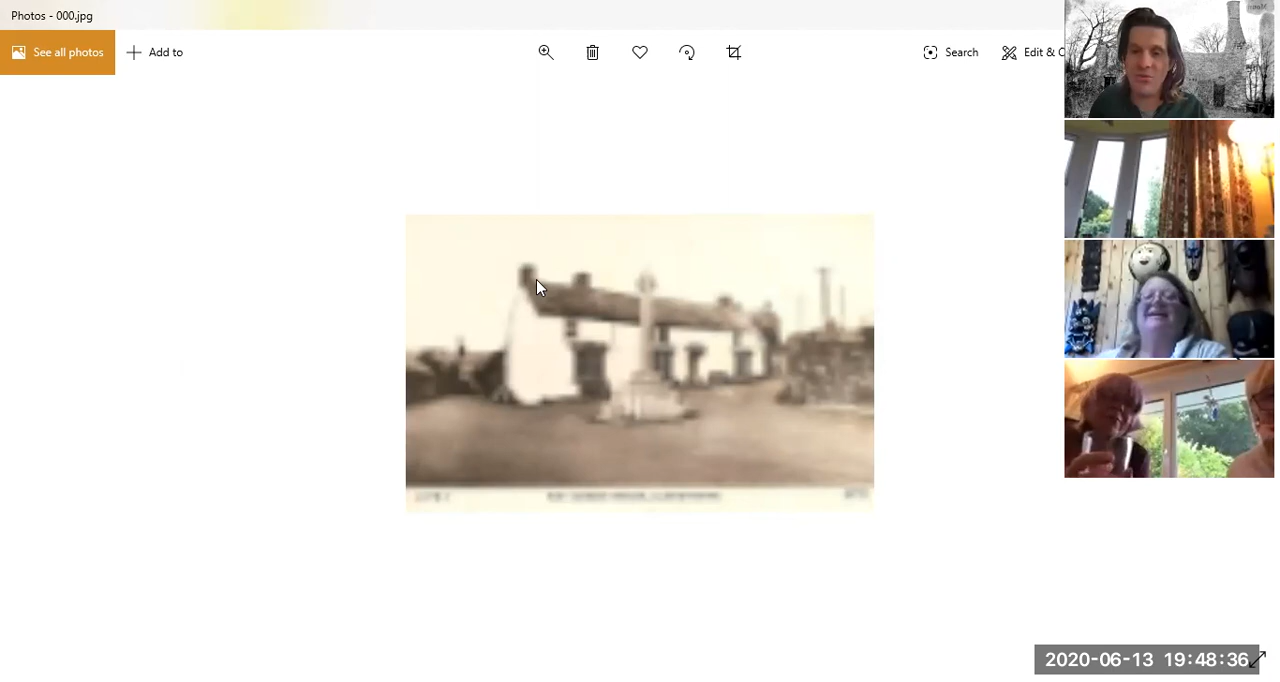 Photos - 000.jpg
See all photos
Add to
Search
Edit & C
2020-06-13 19:48:36